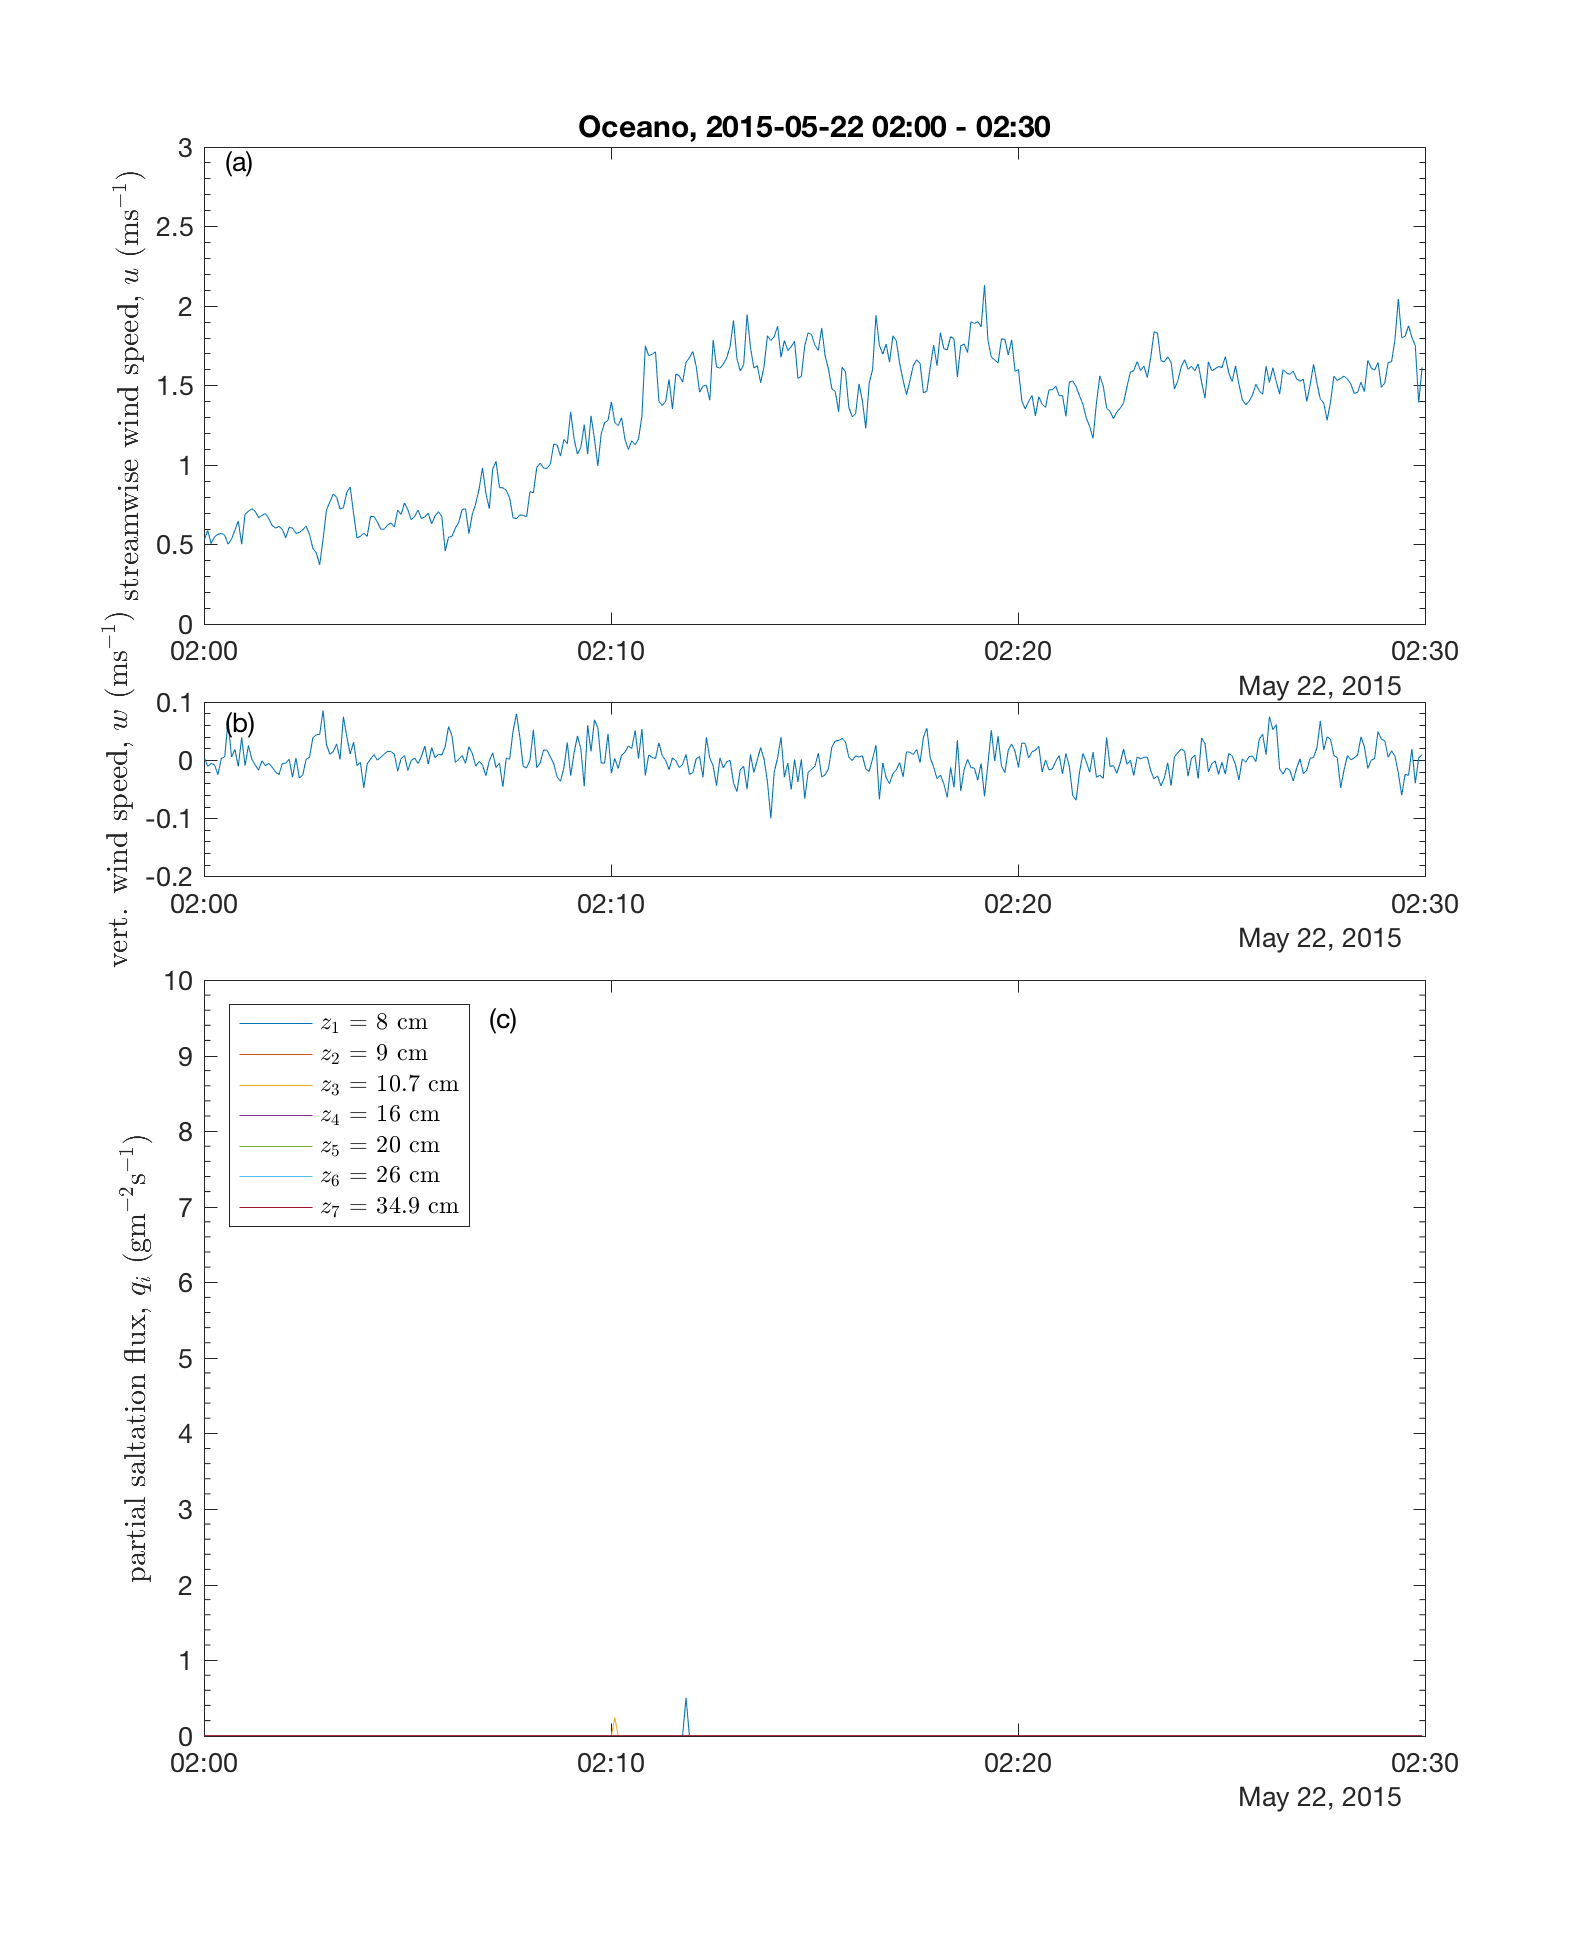 Oceano, 2015-05-22 02:00 - 02:30
(a)
streamwise wind speed, u (ms⁻¹)
3
2.5
2
1.5
1
0.5
0
02:00 02:10 02:20 02:30
May 22, 2015
(b)
vert. wind speed, w (ms⁻¹)
0.1
0
-0.1
-0.2
02:00 02:10 02:20 02:30
May 22, 2015
(c)
partial saltation flux, qᵢ (gm⁻²s⁻¹)
10
9
8
7
6
5
4
3
2
1
0
z₁ = 8 cm
z₂ = 9 cm
z₃ = 10.7 cm
z₄ = 16 cm
z₅ = 20 cm
z₆ = 26 cm
z₇ = 34.9 cm
02:00 02:10 02:20 02:30
May 22, 2015